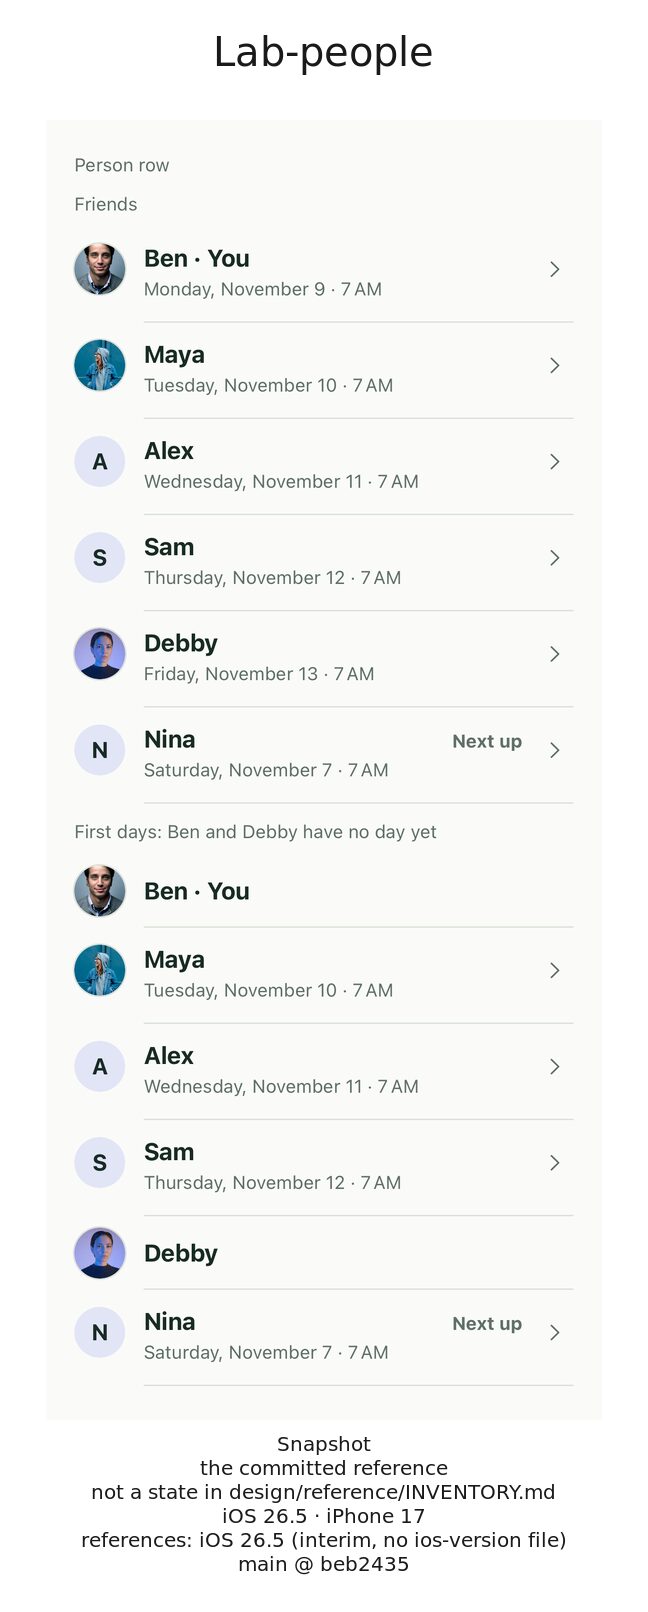 Lab-people
Person row
Friends
Ben · You
Monday, November 9 · 7 AM
Maya
Tuesday, November 10 · 7 AM
A
Alex
Wednesday, November 11 · 7 AM
S
Sam
Thursday, November 12 · 7 AM
Debby
Friday, November 13 · 7 AM
N
Nina
Next up
Saturday, November 7 · 7 AM
First days: Ben and Debby have no day yet
Ben · You
Maya
Tuesday, November 10 · 7 AM
A
Alex
Wednesday, November 11 · 7 AM
S
Sam
Thursday, November 12 · 7 AM
Debby
N
Nina
Next up
Saturday, November 7 · 7 AM
Snapshot
the committed reference
not a state in design/reference/INVENTORY.md
iOS 26.5 · iPhone 17
references: iOS 26.5 (interim, no ios-version file)
main @ beb2435